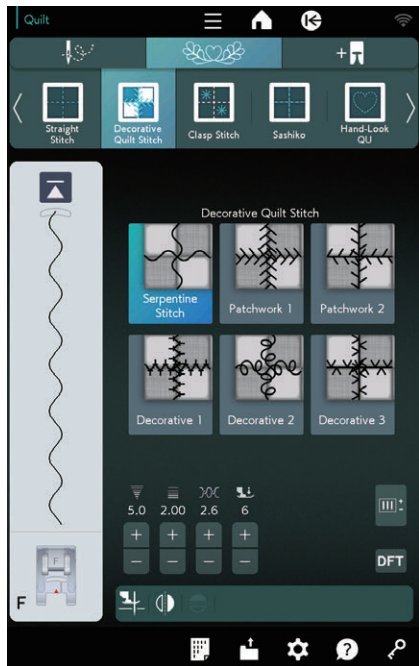 Quilt
Straight
Stitch
Decorative
Quilt Stitch
Clasp Stitch
Sashiko
Hand-Look
QU
Decorative Quilt Stitch
Serpentine
Stitch
Patchwork 1
Patchwork 2
Decorative 1
Decorative 2
Decorative 3
5.0
2.00
2.6
6
DFT
F
F